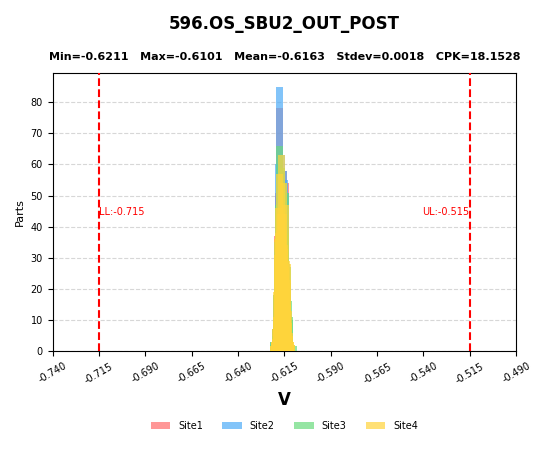 596.OS_SBU2_OUT_POST
Min=-0.6211 Max=-0.6101 Mean=-0.6163 Stdev=0.0018 CPK=18.1528
80
70
60
50
40
30
20
10
0
Parts
LL:-0.715
UL:-0.515
-0.740 -0.715 -0.690 -0.665 -0.640 -0.615 -0.590 -0.565 -0.540 -0.515 -0.490
V
Site1 Site2 Site3 Site4